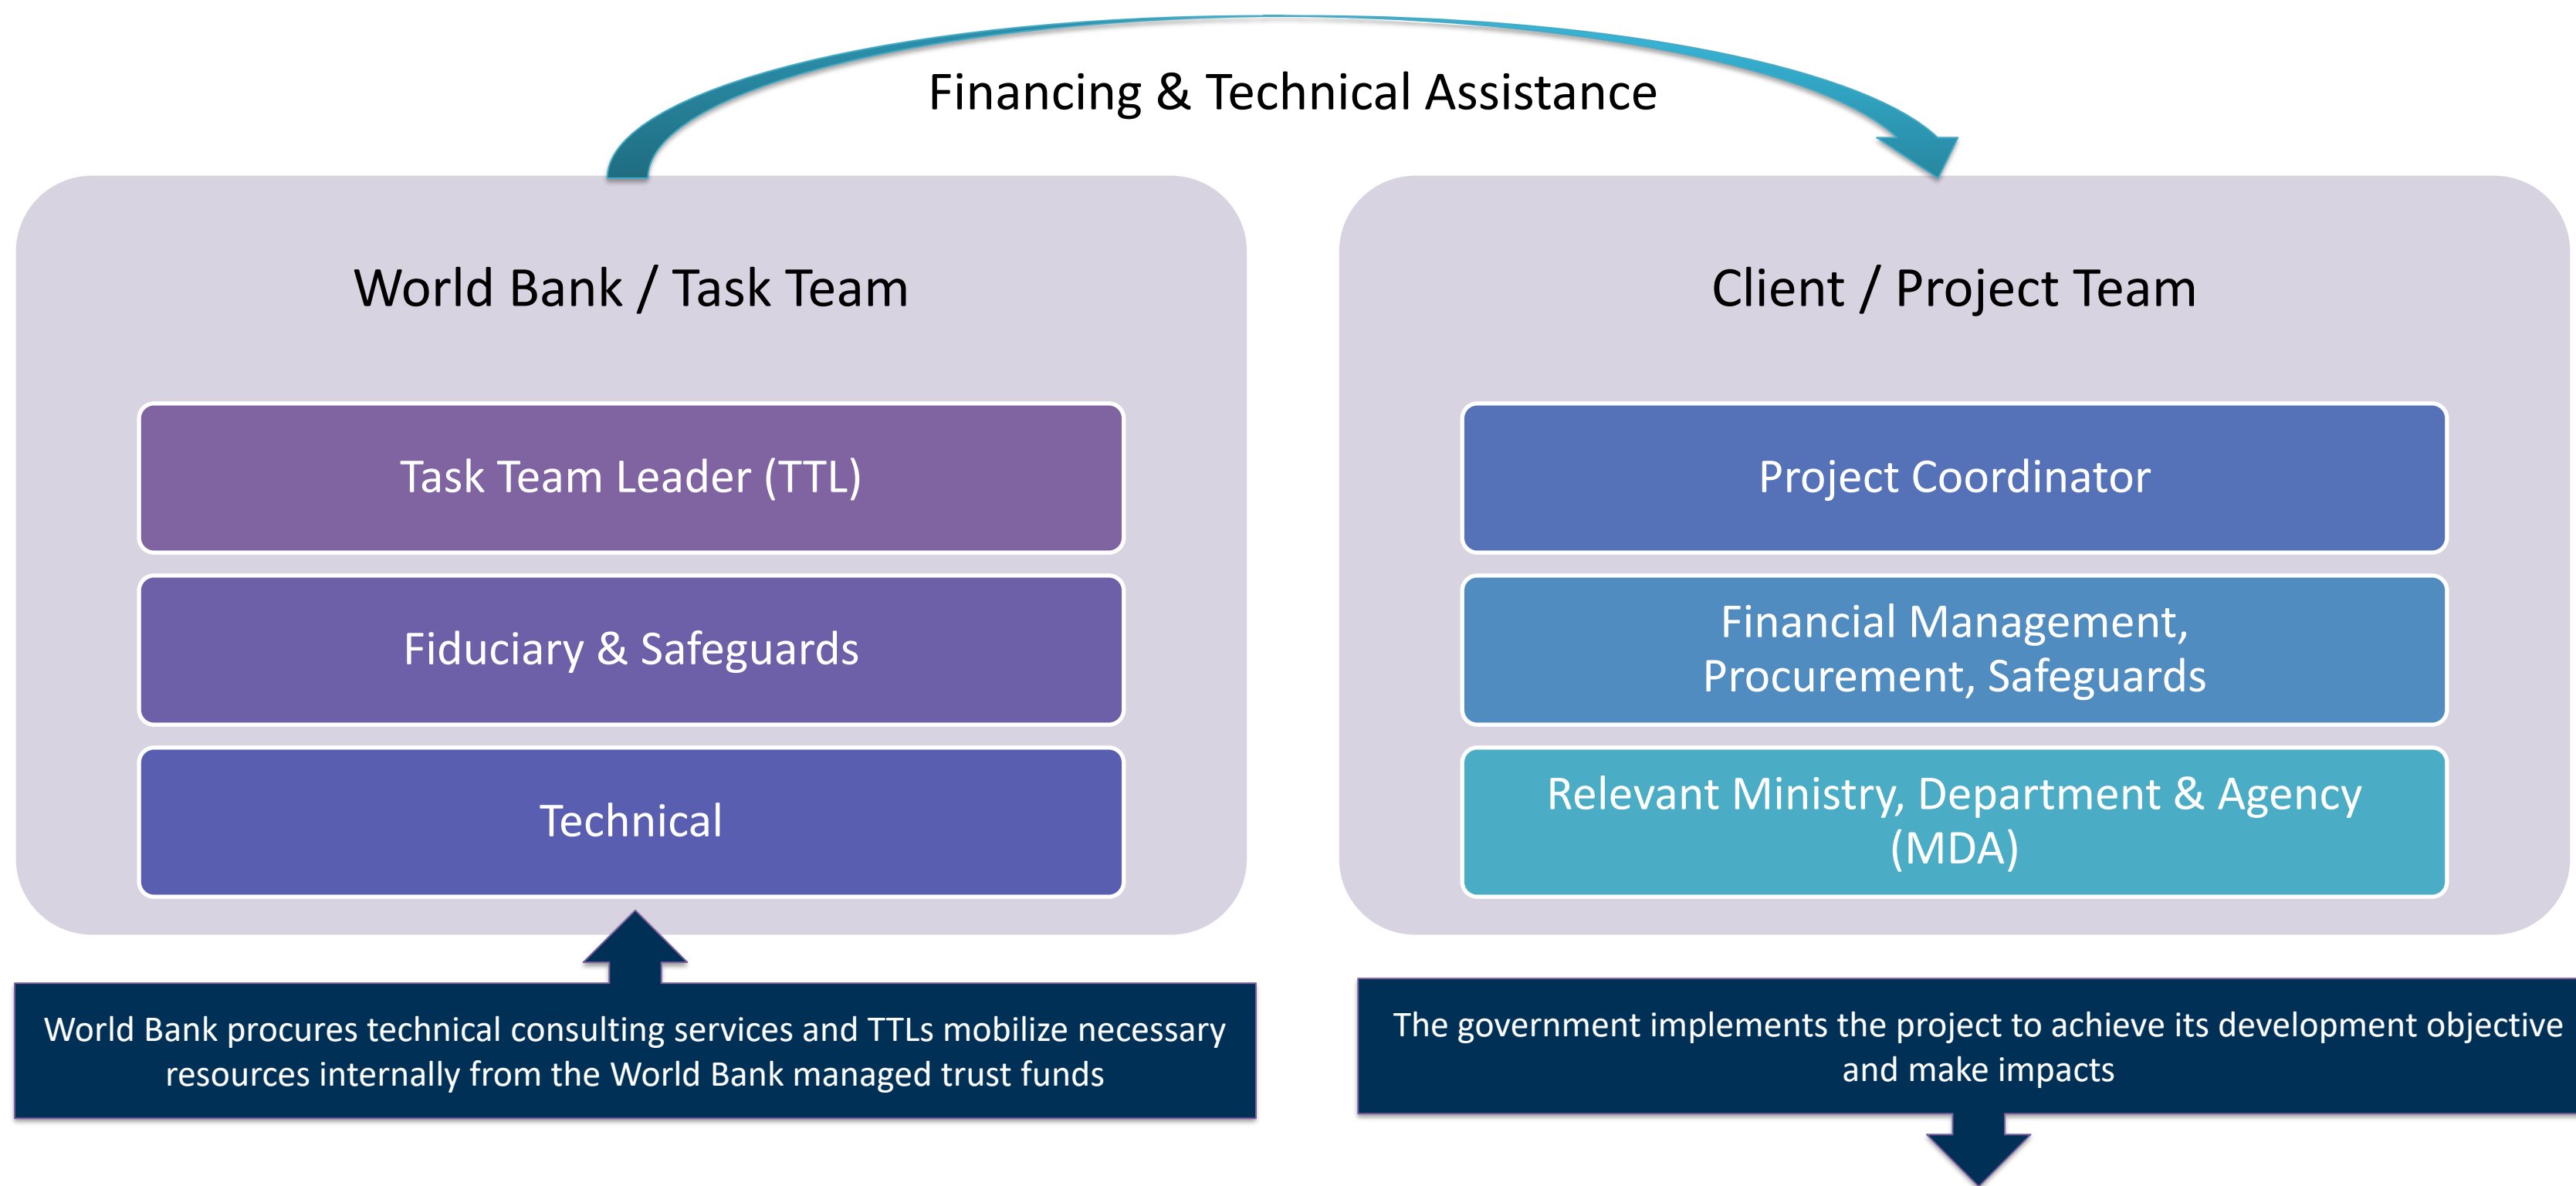 Financing & Technical Assistance
World Bank / Task Team
Task Team Leader (TTL)
Fiduciary & Safeguards
Technical
World Bank procures technical consulting services and TTLs mobilize necessary
resources internally from the World Bank managed trust funds
Client / Project Team
Project Coordinator
Financial Management,
Procurement, Safeguards
Relevant Ministry, Department & Agency
(MDA)
The government implements the project to achieve its development objective
and make impacts